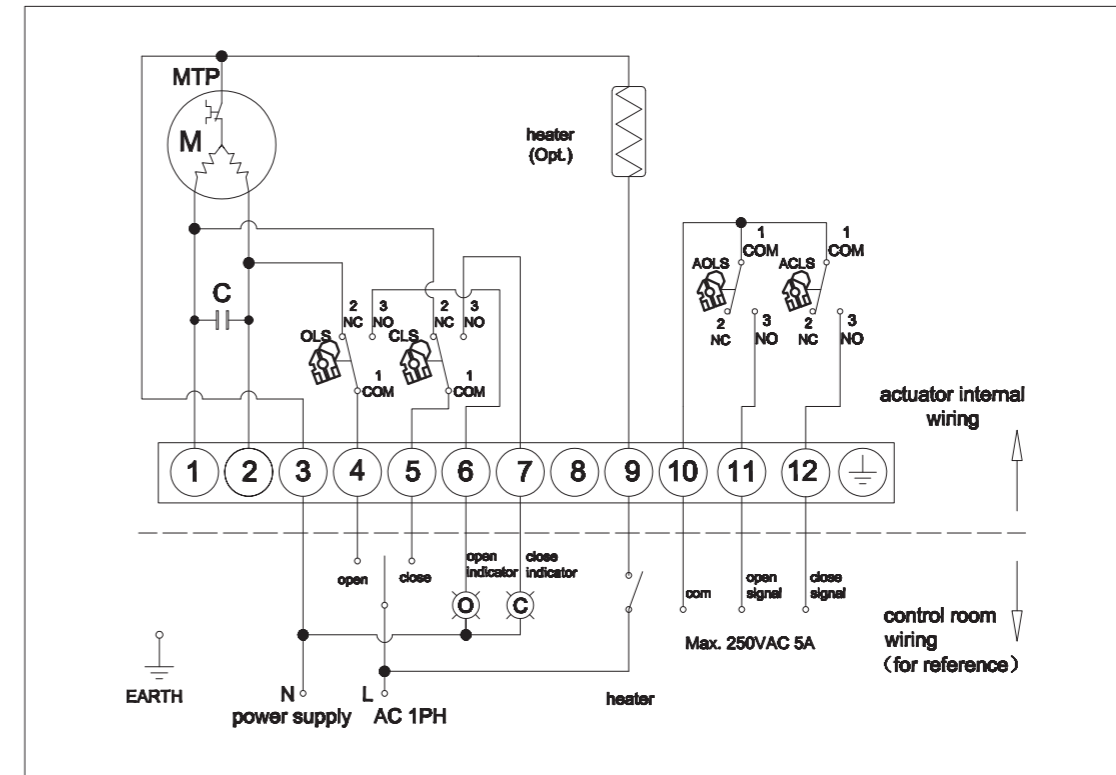 MTP
M
heater
(Opt.)
C
1
COM
AOLS
1
COM
ACLS
2
NC
3
NO
2
NC
3
NO
2
NC
3
NO
OLS
2
NC
3
NO
CLS
1
COM
1
COM
actuator internal
wiring
1
2
3
4
5
6
7
8
9
10
11
12
open
close
open
indicator
close
indicator
O
C
com
open
signal
close
signal
Max. 250VAC 5A
control room
wiring
（for reference）
EARTH
N
L
power supply
AC 1PH
heater